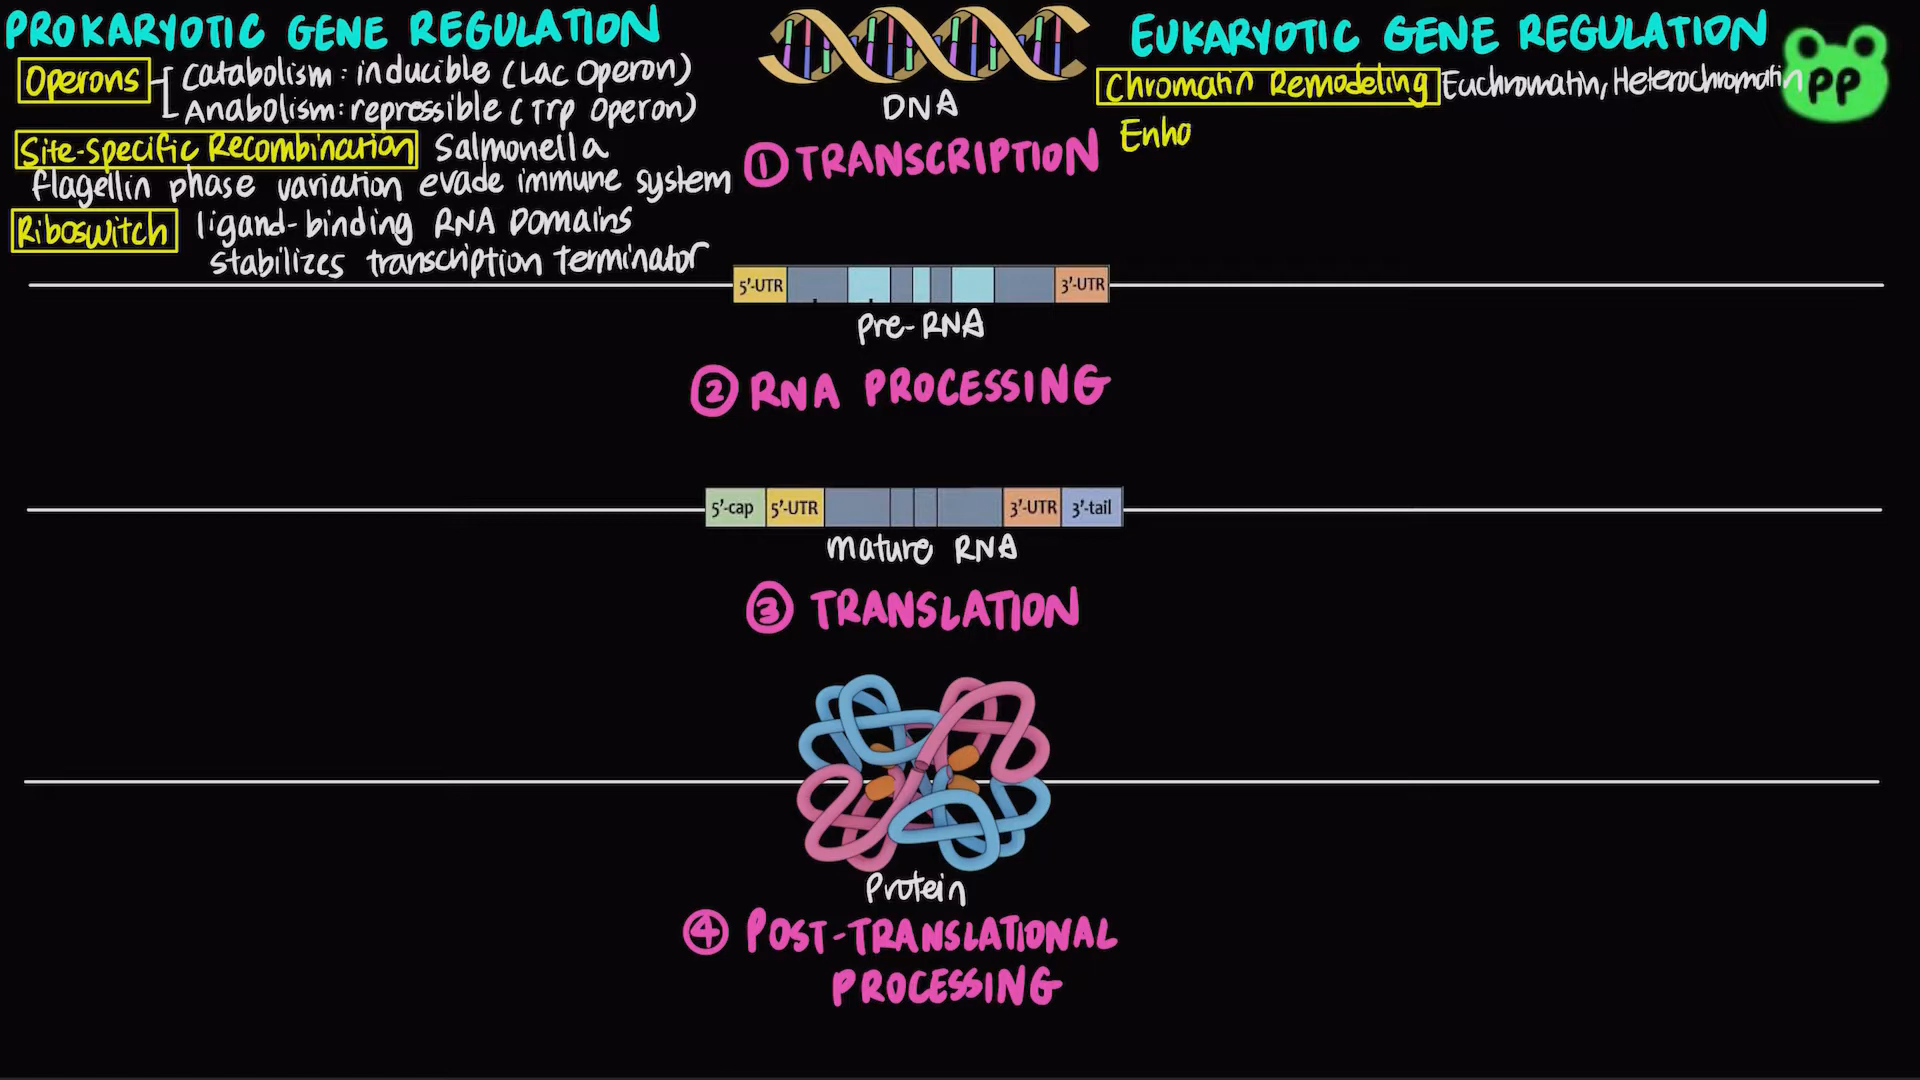 PROKARYOTIC GENE REGULATION
Operons Catabolism: inducible (Lac Operon)
Anabolism: repressible (Trp Operon)
Site-specific Recombination Salmonella
flagellin phase variation evade immune system
Riboswitch ligand-binding RNA Domains
stabilizes transcription terminator
DNA
① TRANSCRIPTION
EUKARYOTIC GENE REGULATION
PP
Chromatin Remodeling Euchromatin, Heterochromatin
Enho
5'-UTR 3'-UTR
Pre-RNA
② RNA PROCESSING
5'-cap 5'-UTR 3'-UTR 3'-tail
mature RNA
③ TRANSLATION
Protein
④ POST-TRANSLATIONAL
PROCESSING